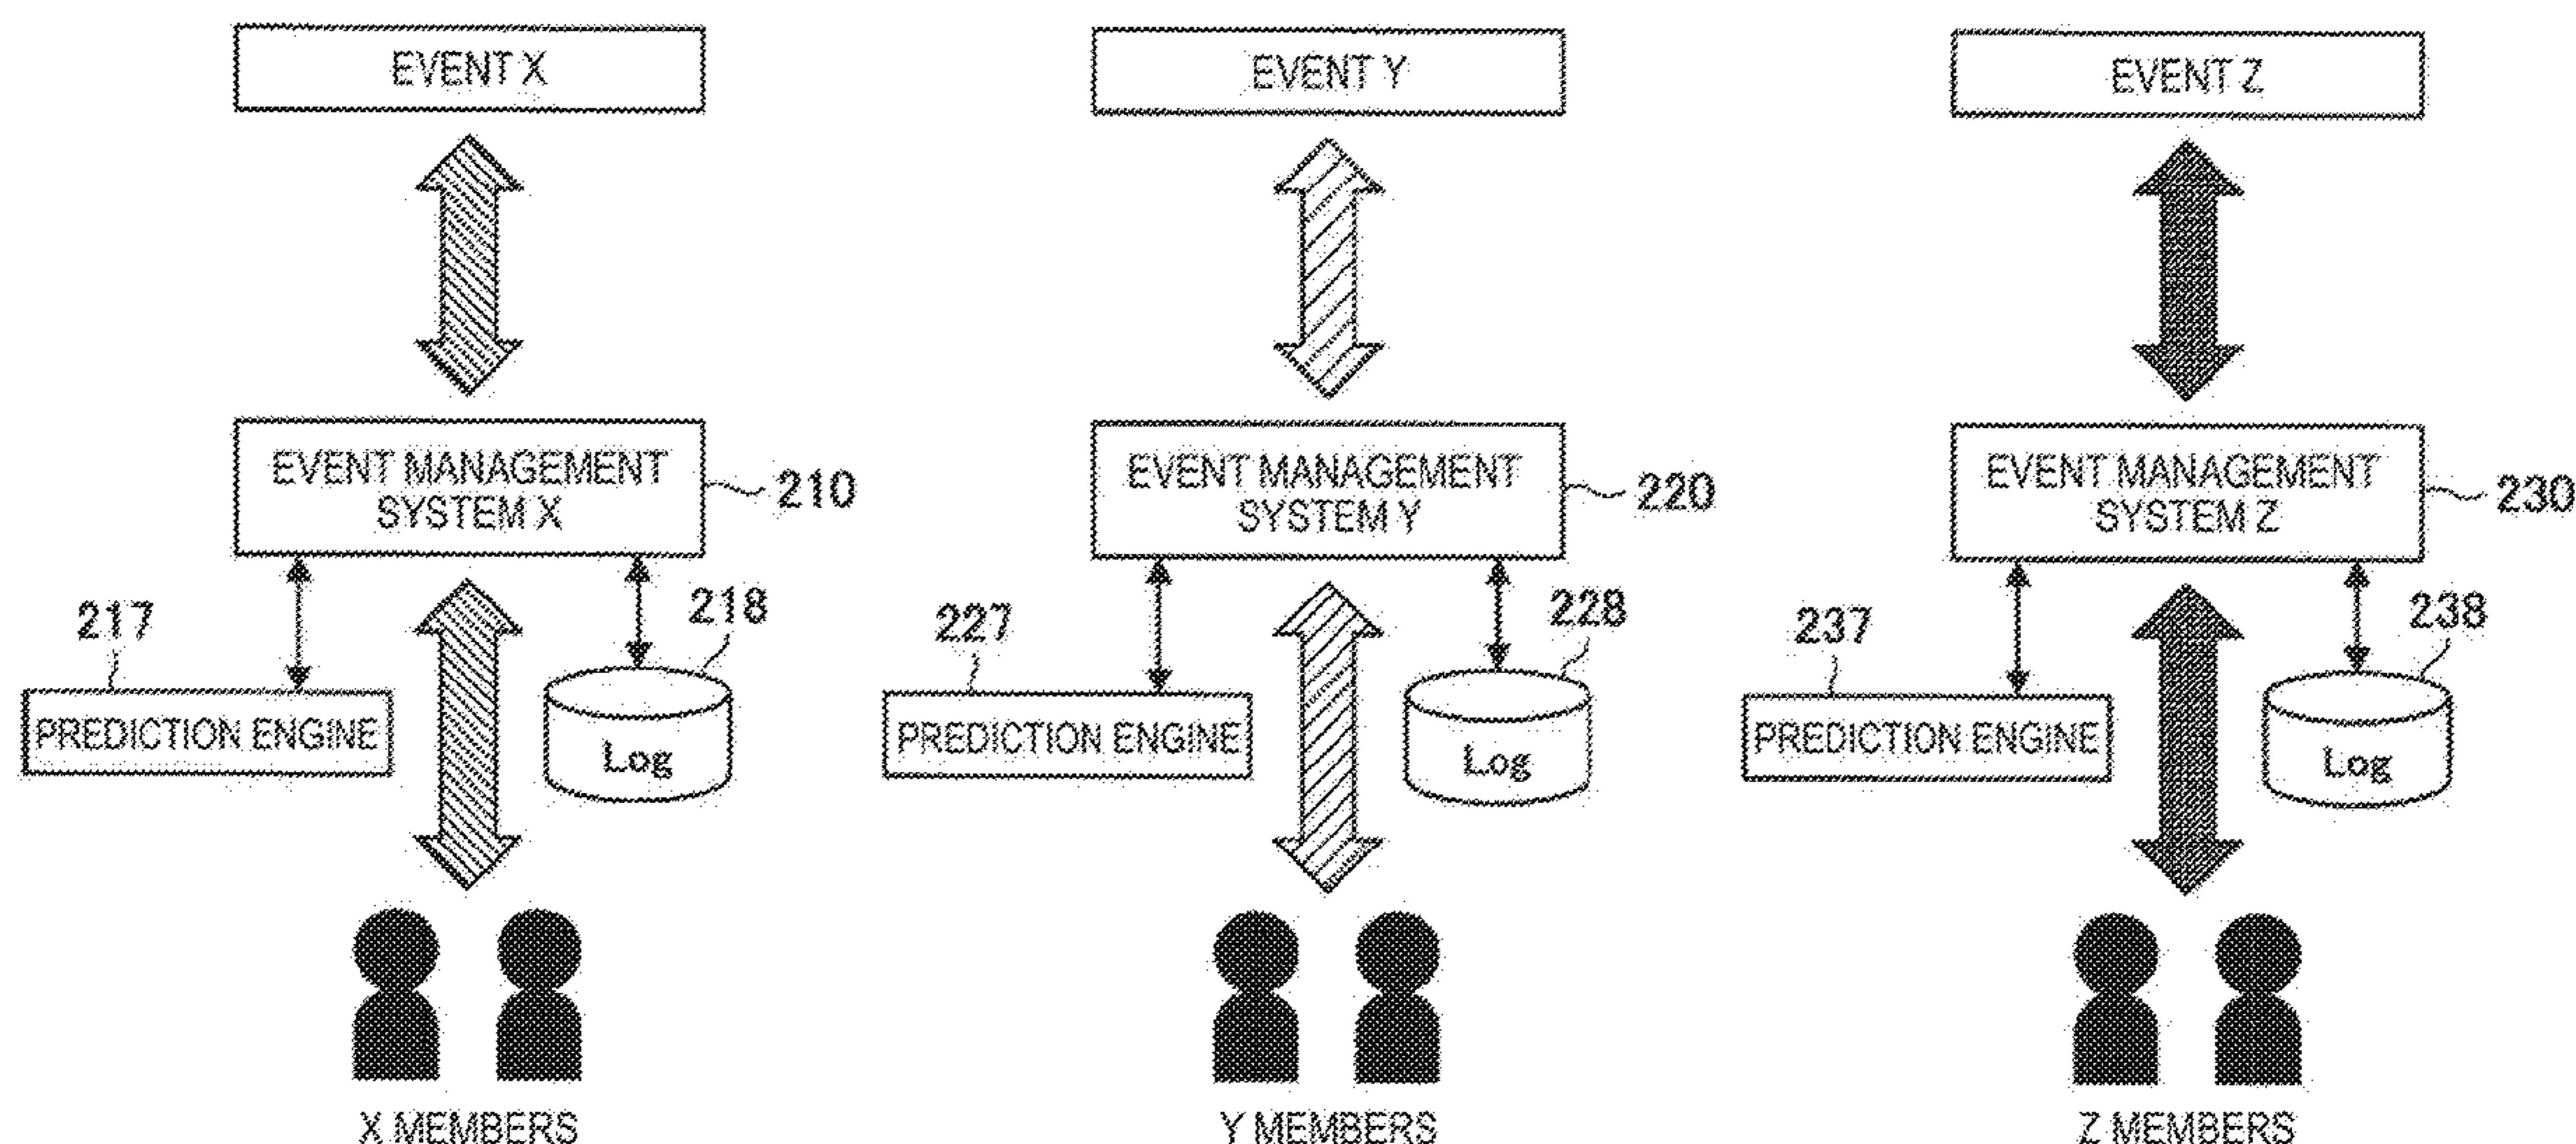 EVENT X
EVENT Y
EVENT Z
EVENT MANAGEMENT
SYSTEM X
210
EVENT MANAGEMENT
SYSTEM Y
220
EVENT MANAGEMENT
SYSTEM Z
230
217
218
227
228
237
238
PREDICTION ENGINE
Log
PREDICTION ENGINE
Log
PREDICTION ENGINE
Log
X MEMBERS
Y MEMBERS
Z MEMBERS